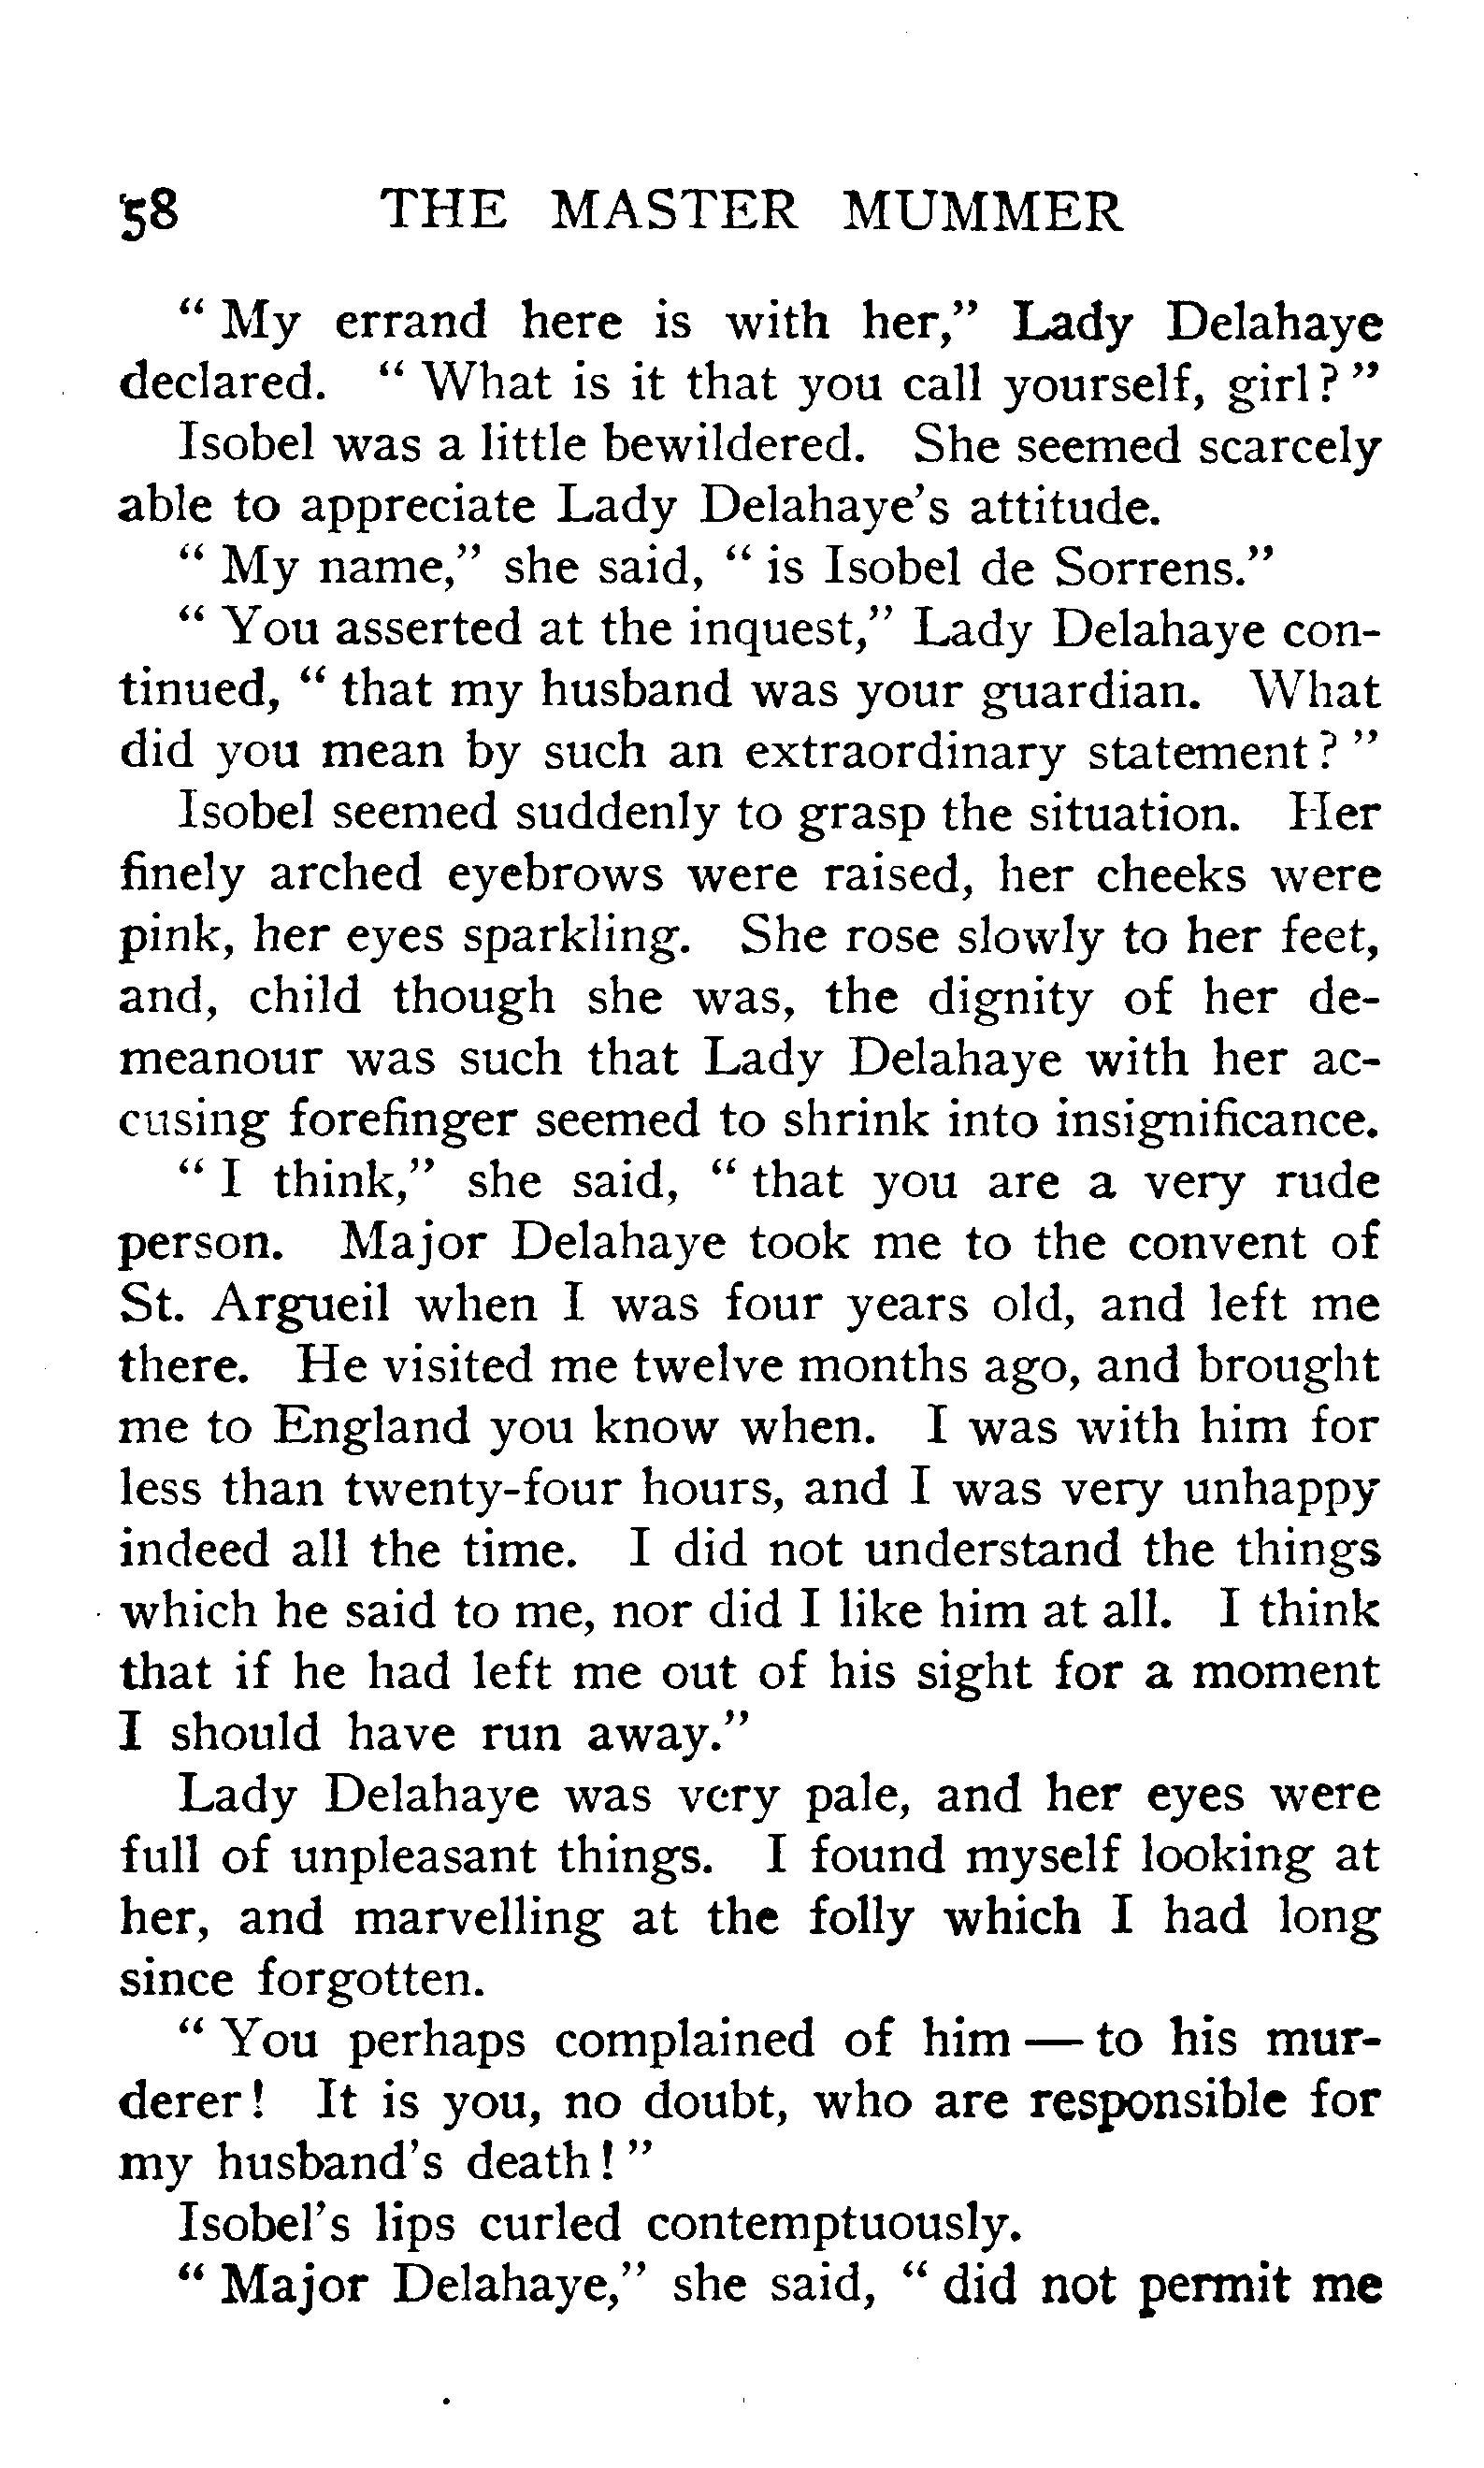 58 THE MASTER MUMMER
“ My errand here is with her,” Lady Delahaye
declared. “ What is it that you call yourself, girl? ”
Isobel was a little bewildered. She seemed scarcely
able to appreciate Lady Delahaye’s attitude.
“ My name,” she said, “ is Isobel de Sorrens.”
“ You asserted at the inquest,” Lady Delahaye con-
tinued, “ that my husband was your guardian. What
did you mean by such an extraordinary statement? ”
Isobel seemed suddenly to grasp the situation. Her
finely arched eyebrows were raised, her cheeks were
pink, her eyes sparkling. She rose slowly to her feet,
and, child though she was, the dignity of her de-
meanour was such that Lady Delahaye with her ac-
cusing forefinger seemed to shrink into insignificance.
“ I think,” she said, “ that you are a very rude
person. Major Delahaye took me to the convent of
St. Argueil when I was four years old, and left me
there. He visited me twelve months ago, and brought
me to England you know when. I was with him for
less than twenty-four hours, and I was very unhappy
indeed all the time. I did not understand the things
which he said to me, nor did I like him at all. I think
that if he had left me out of his sight for a moment
I should have run away.”
Lady Delahaye was very pale, and her eyes were
full of unpleasant things. I found myself looking at
her, and marvelling at the folly which I had long
since forgotten.
“ You perhaps complained of him — to his mur-
derer! It is you, no doubt, who are responsible for
my husband’s death! ”
Isobel’s lips curled contemptuously.
“ Major Delahaye,” she said, “ did not permit me